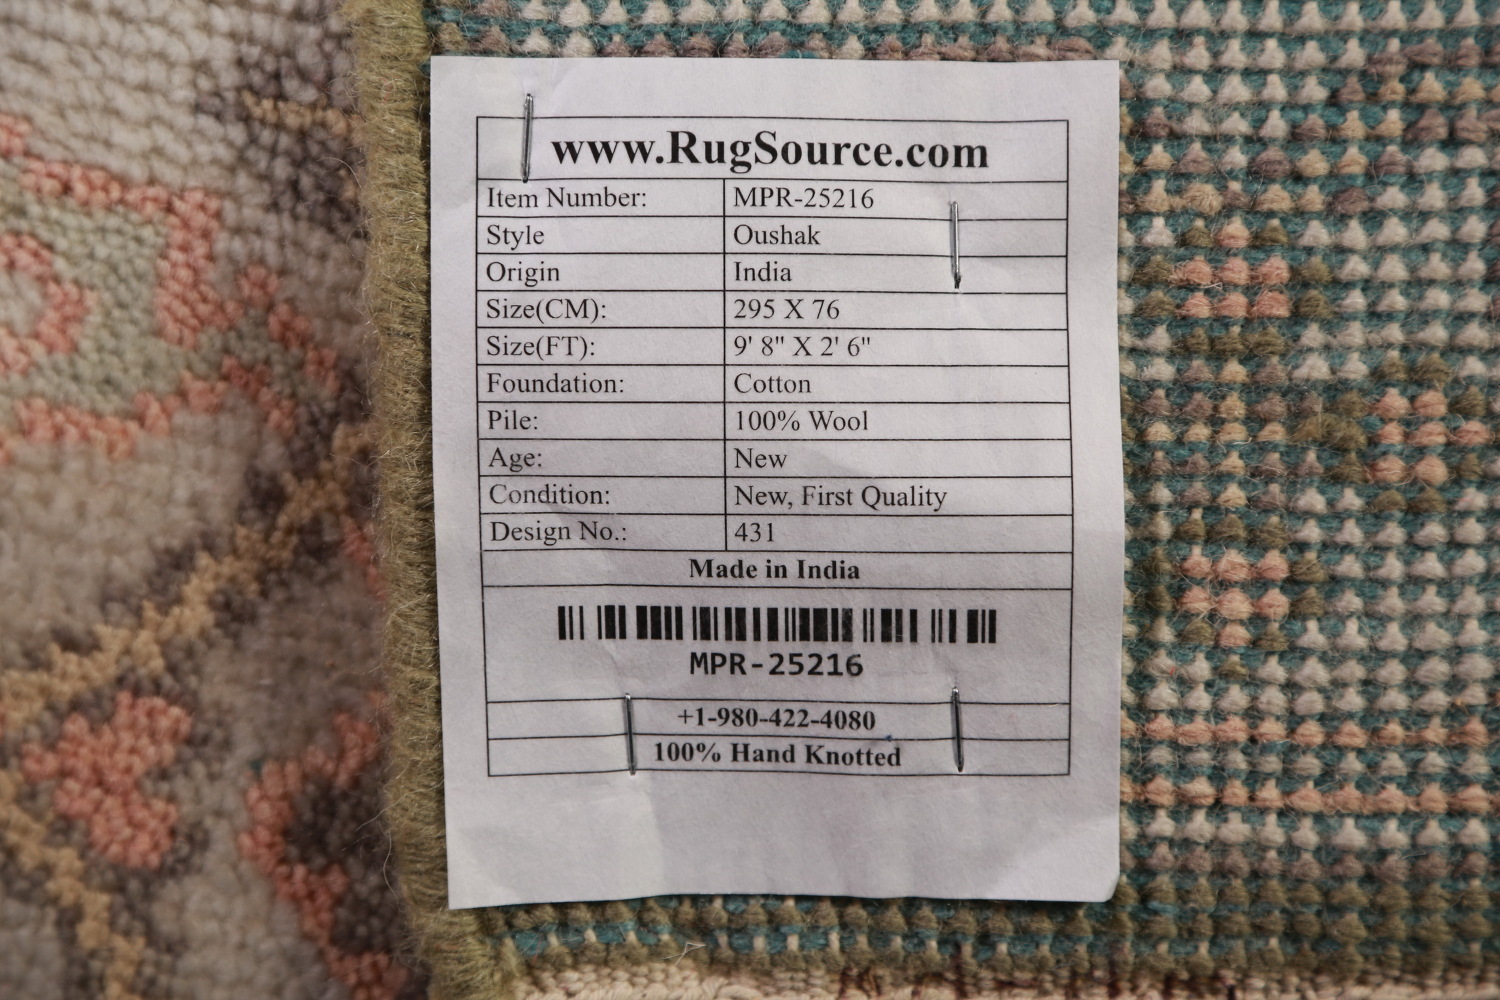 www.RugSource.com
Item Number: MPR-25216
Style Oushak
Origin India
Size(CM): 295 X 76
Size(FT): 9' 8" X 2' 6"
Foundation: Cotton
Pile: 100% Wool
Age: New
Condition: New, First Quality
Design No.: 431
Made in India
MPR-25216
+1-980-422-4080
100% Hand Knotted